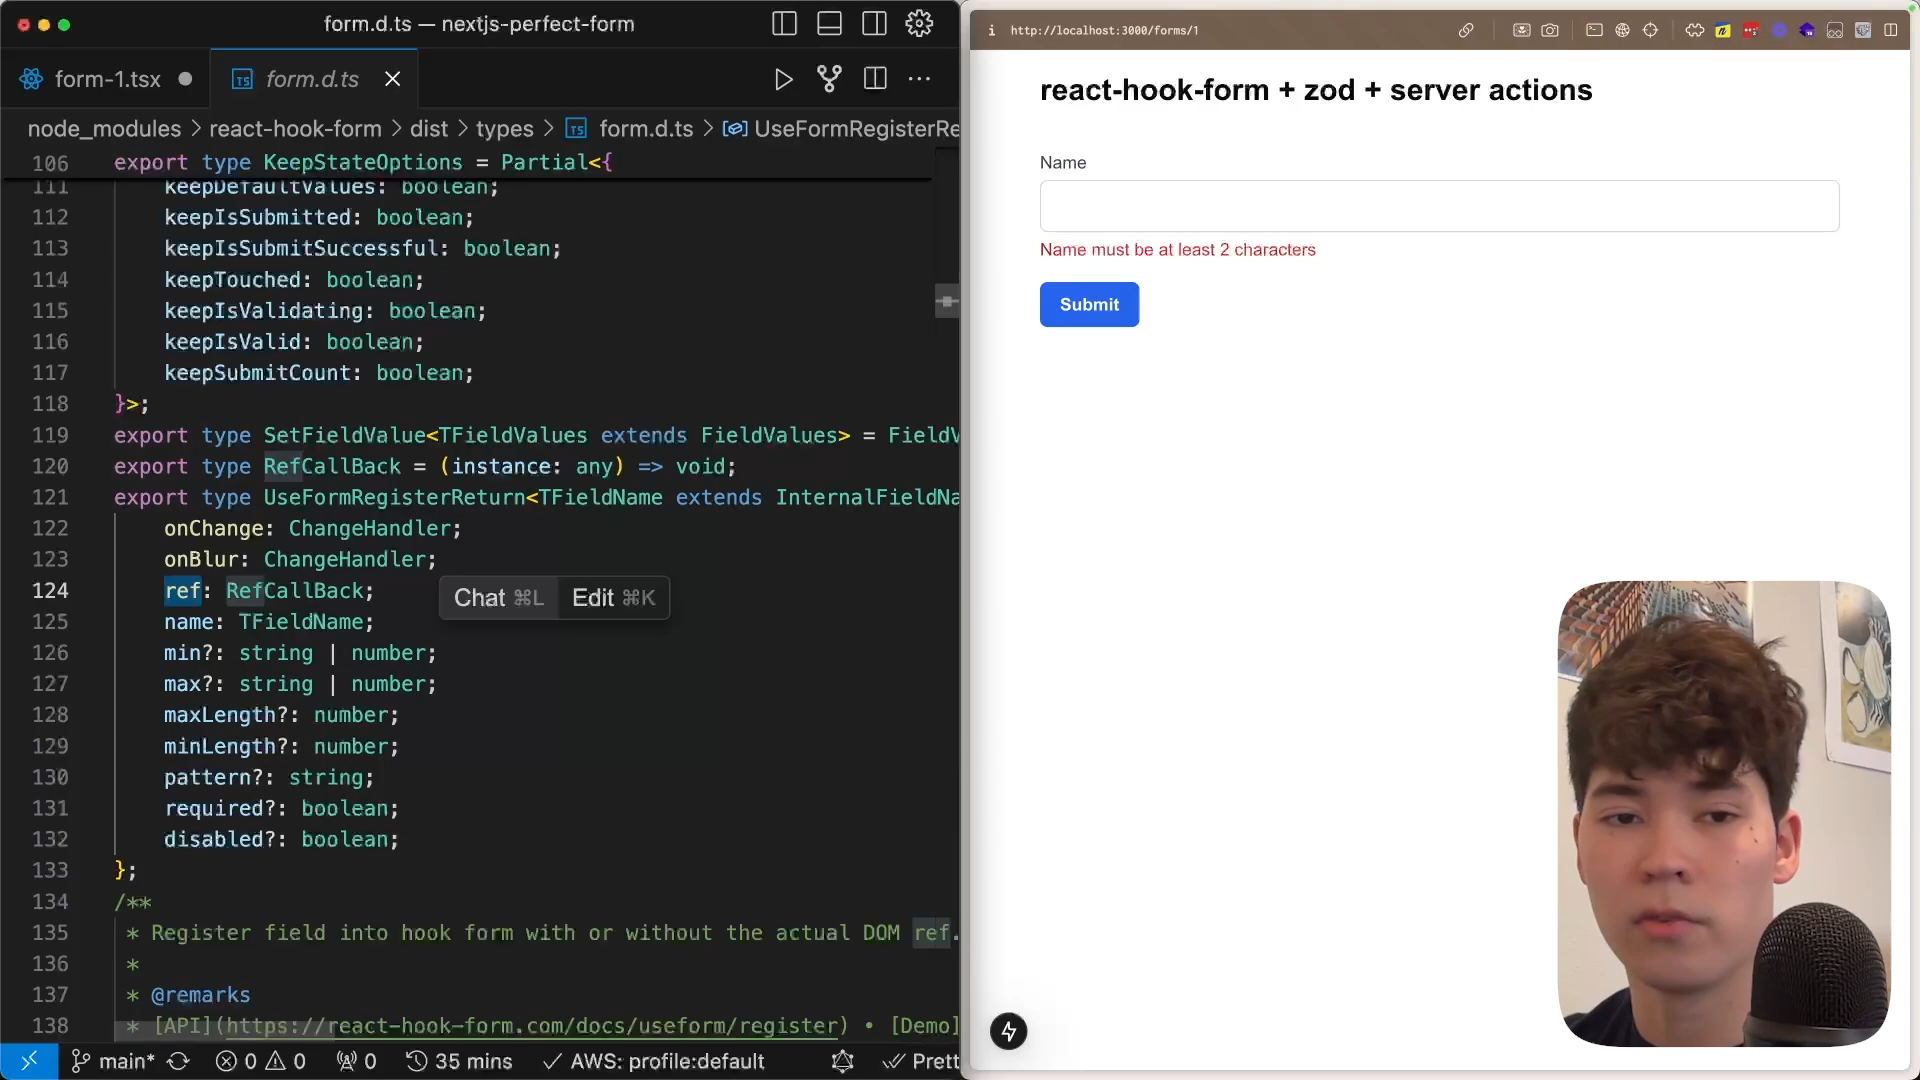 form.d.ts — nextjs-perfect-form
form-1.tsx
TS form.d.ts
node_modules > react-hook-form > dist > types > TS form.d.ts > UseFormRegisterRe
106 export type KeepStateOptions = Partial<{
111 keepDefaultValues: boolean;
112 keepIsSubmitted: boolean;
113 keepIsSubmitSuccessful: boolean;
114 keepTouched: boolean;
115 keepIsValidating: boolean;
116 keepIsValid: boolean;
117 keepSubmitCount: boolean;
118 }>;
119 export type SetFieldValue<TFieldValues extends FieldValues> = FieldV
120 export type RefCallBack = (instance: any) => void;
121 export type UseFormRegisterReturn<TFieldName extends InternalFieldNa
122 onChange: ChangeHandler;
123 onBlur: ChangeHandler;
124 ref: RefCallBack;
Chat ⌘L Edit ⌘K
125 name: TFieldName;
126 min?: string | number;
127 max?: string | number;
128 maxLength?: number;
129 minLength?: number;
130 pattern?: string;
131 required?: boolean;
132 disabled?: boolean;
133 };
134 /**
135 * Register field into hook form with or without the actual DOM ref.
136 *
137 * @remarks
138 * [API](https://react-hook-form.com/docs/useform/register) • [Demo]
main* 0 0 0 35 mins AWS: profile:default Prett
http://localhost:3000/forms/1
react-hook-form + zod + server actions
Name
Name must be at least 2 characters
Submit